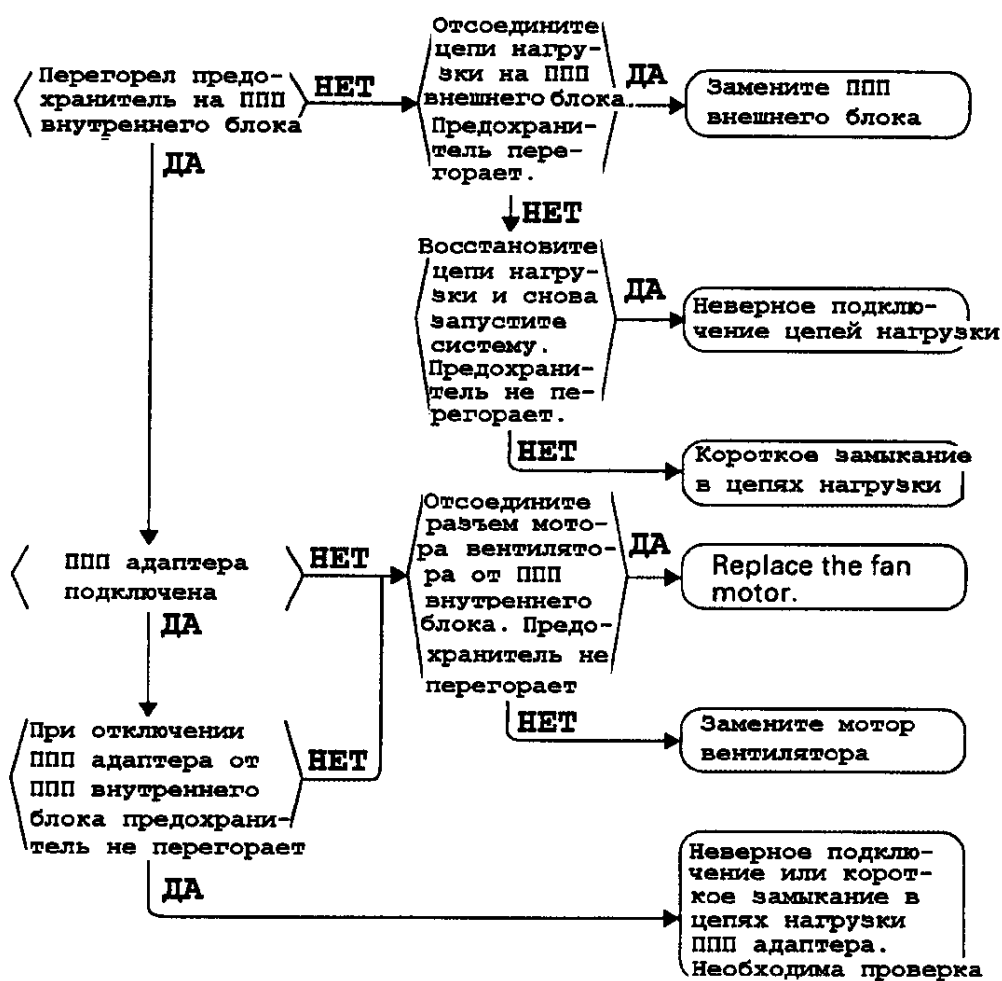 Перегорел предо-
хранитель на ППП
внутреннего блока
НЕТ
Отсоедините
цепи нагру-
зки на ППП
внешнего блока.
Предохрани-
тель пере-
горает.
ДА
Замените ППП
внешнего блока
ДА
НЕТ
Восстановите
цепи нагру-
зки и снова
запустите
систему.
Предохрани-
тель не пе-
регорает.
ДА
Неверное подклю-
чение цепей нагрузки
НЕТ
Короткое замыкание
в цепях нагрузки
ППП адаптера
подключена
НЕТ
Отсоедините
разъем мото-
ра вентилято-
ра от ППП
внутреннего
блока. Предо-
хранитель не
перегорает
ДА
Replace the fan
motor.
ДА
НЕТ
Замените мотор
вентилятора
При отключении
ППП адаптера от
ППП внутреннего
блока предохрани-
тель не перегорает
НЕТ
ДА
Неверное подклю-
чение или корот-
кое замыкание в
цепях нагрузки
ППП адаптера.
Необходима проверка